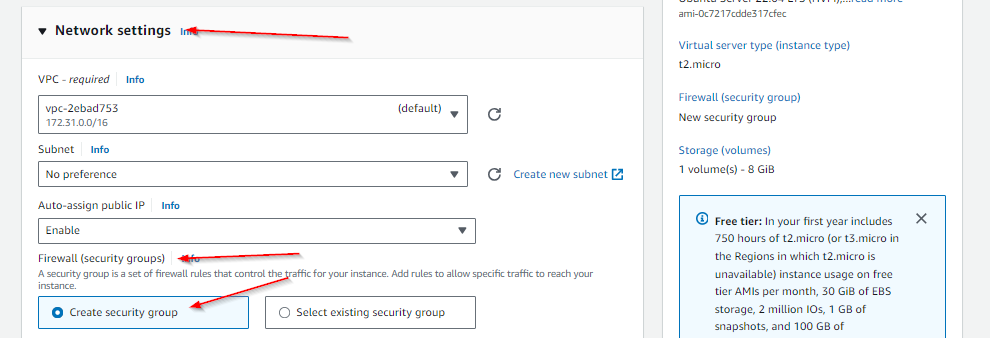 Network settings Info
VPC - required Info
vpc-2ebad753 (default)
172.31.0.0/16
Subnet Info
No preference
Create new subnet
Auto-assign public IP Info
Enable
Firewall (security groups) Info
A security group is a set of firewall rules that control the traffic for your instance. Add rules to allow specific traffic to reach your
instance.
Create security group
Select existing security group
ami-0c7217cdde317cfec
Virtual server type (instance type)
t2.micro
Firewall (security group)
New security group
Storage (volumes)
1 volume(s) - 8 GiB
Free tier: In your first year includes
750 hours of t2.micro (or t3.micro in
the Regions in which t2.micro is
unavailable) instance usage on free
tier AMIs per month, 30 GiB of EBS
storage, 2 million IOs, 1 GB of
snapshots, and 100 GB of